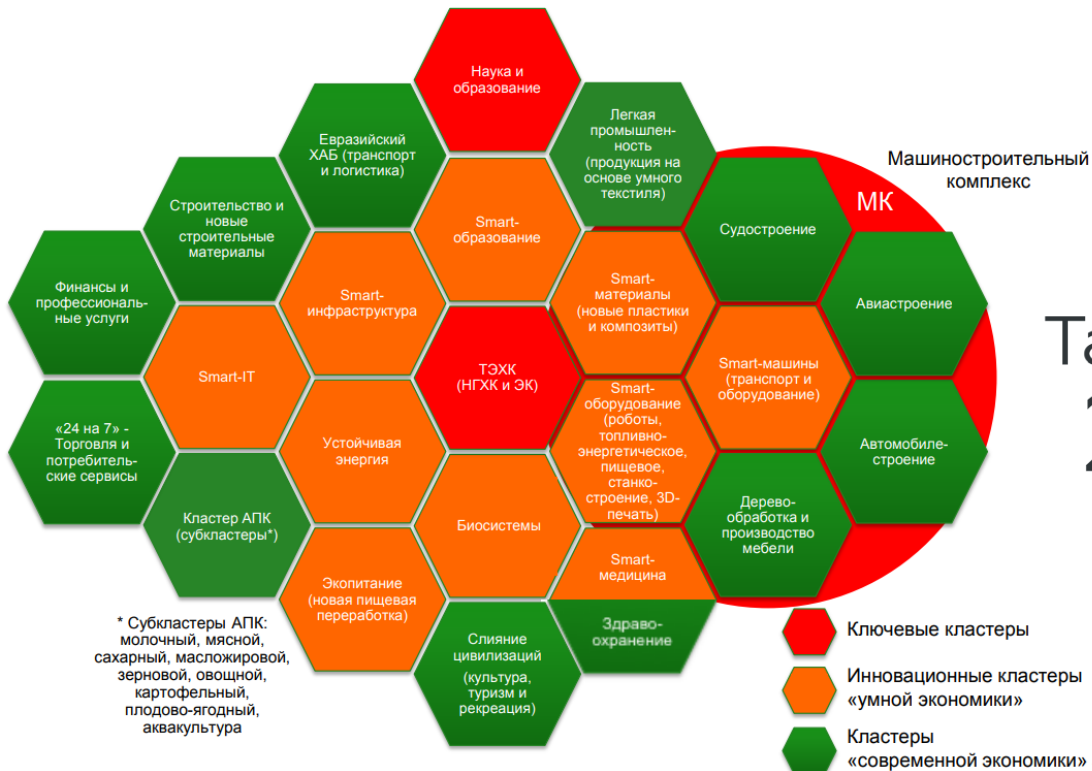 Наука и
образование
Евразийский
ХАБ (транспорт
и логистика)
Легкая
промышлен-
ность
(продукция на
основе умного
текстиля)
Машиностроительный
комплекс
МК
Строительство и
новые
строительные
материалы
Smart-
образование
Судостроение
Финансы и
профессиональ-
ные услуги
Smart-
инфраструктура
Smart-
материалы
(новые пластики
и композиты)
Авиастроение
Smart-IT
ТЭХК
(НГХК и ЭК)
Smart-машины
(транспорт и
оборудование)
«24 на 7» -
Торговля и
потребитель-
ские сервисы
Устойчивая
энергия
Smart-
оборудование
(роботы,
топливно-
энергетическое,
пищевое,
станко-
строение, 3D-
печать)
Автомобиле-
строение
Кластер АПК
(субкластеры*)
Биосистемы
Дерево-
обработка и
производство
мебели
Экопитание
(новая пищевая
переработка)
Smart-
медицина
Здраво-
охранение
Слияние
цивилизаций
(культура,
туризм и
рекреация)
* Субкластеры АПК:
молочный, мясной,
сахарный, масложировой,
зерновой, овощной,
картофельный,
плодово-ягодный,
аквакультура
Ключевые кластеры
Инновационные кластеры
«умной экономики»
Кластеры
«современной экономики»
Та
2